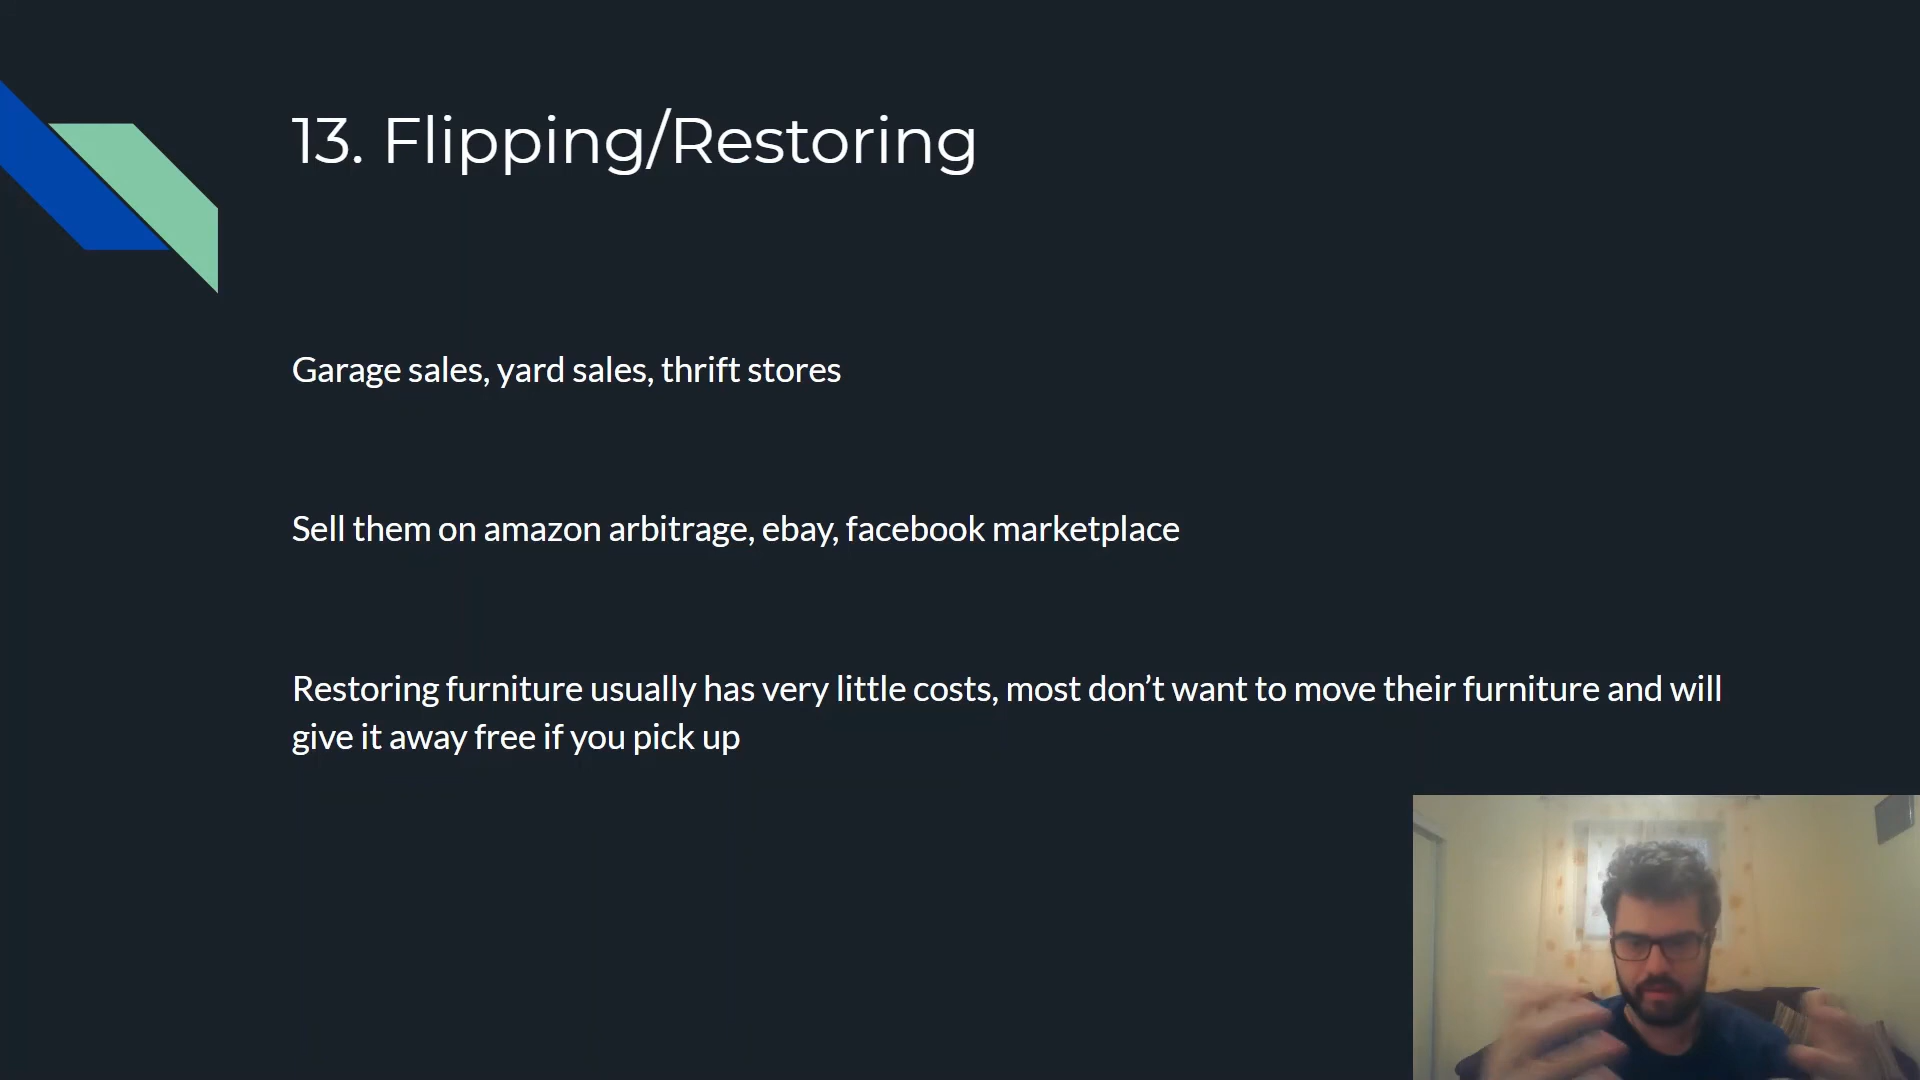 13. Flipping/Restoring
Garage sales, yard sales, thrift stores
Sell them on amazon arbitrage, ebay, facebook marketplace
Restoring furniture usually has very little costs, most don’t want to move their furniture and will
give it away free if you pick up